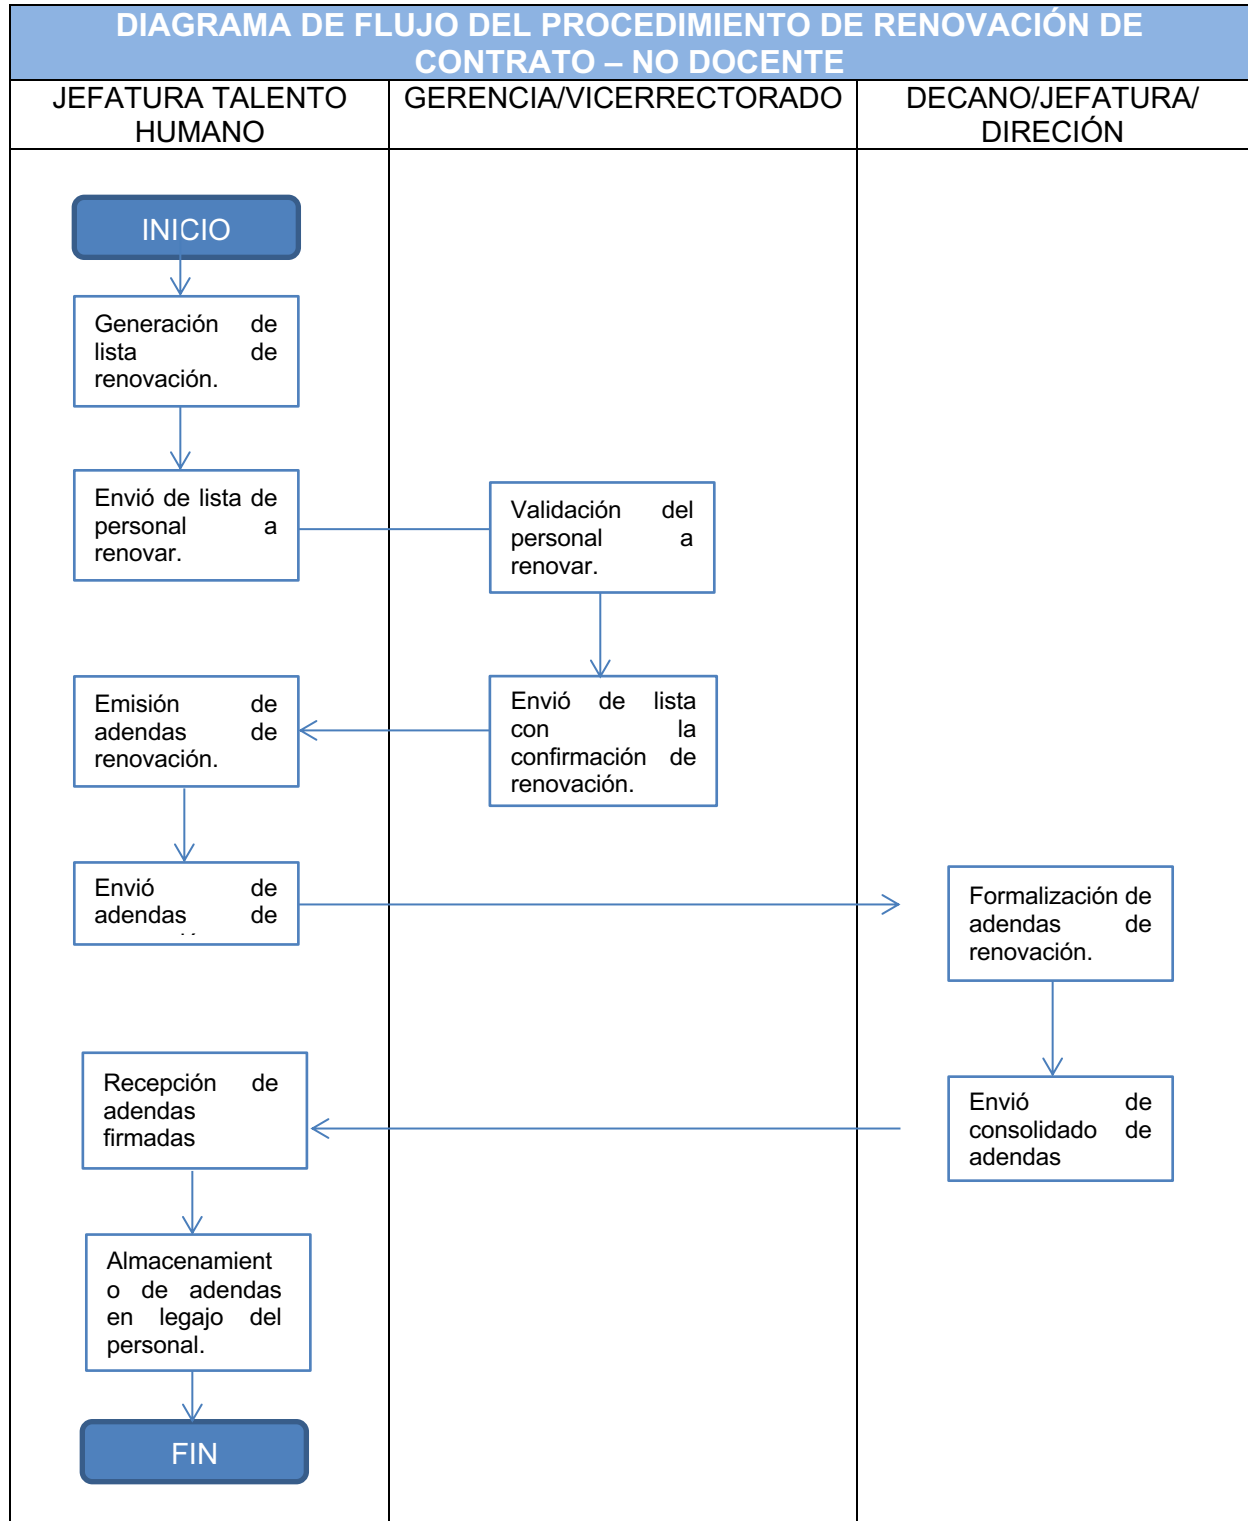 DIAGRAMA DE FLUJO DEL PROCEDIMIENTO DE RENOVACIÓN DE
CONTRATO – NO DOCENTE
JEFATURA TALENTO
HUMANO
GERENCIA/VICERRECTORADO
DECANO/JEFATURA/
DIRECIÓN
INICIO
Generación de
lista de
renovación.
Envió de lista de
personal a
renovar.
Validación del
personal a
renovar.
Envió de lista
con la
confirmación de
renovación.
Emisión de
adendas de
renovación.
Envió de
adendas de
Formalización de
adendas de
renovación.
Envió de
consolidado de
adendas
Recepción de
adendas
firmadas
Almacenamient
o de adendas
en legajo del
personal.
FIN